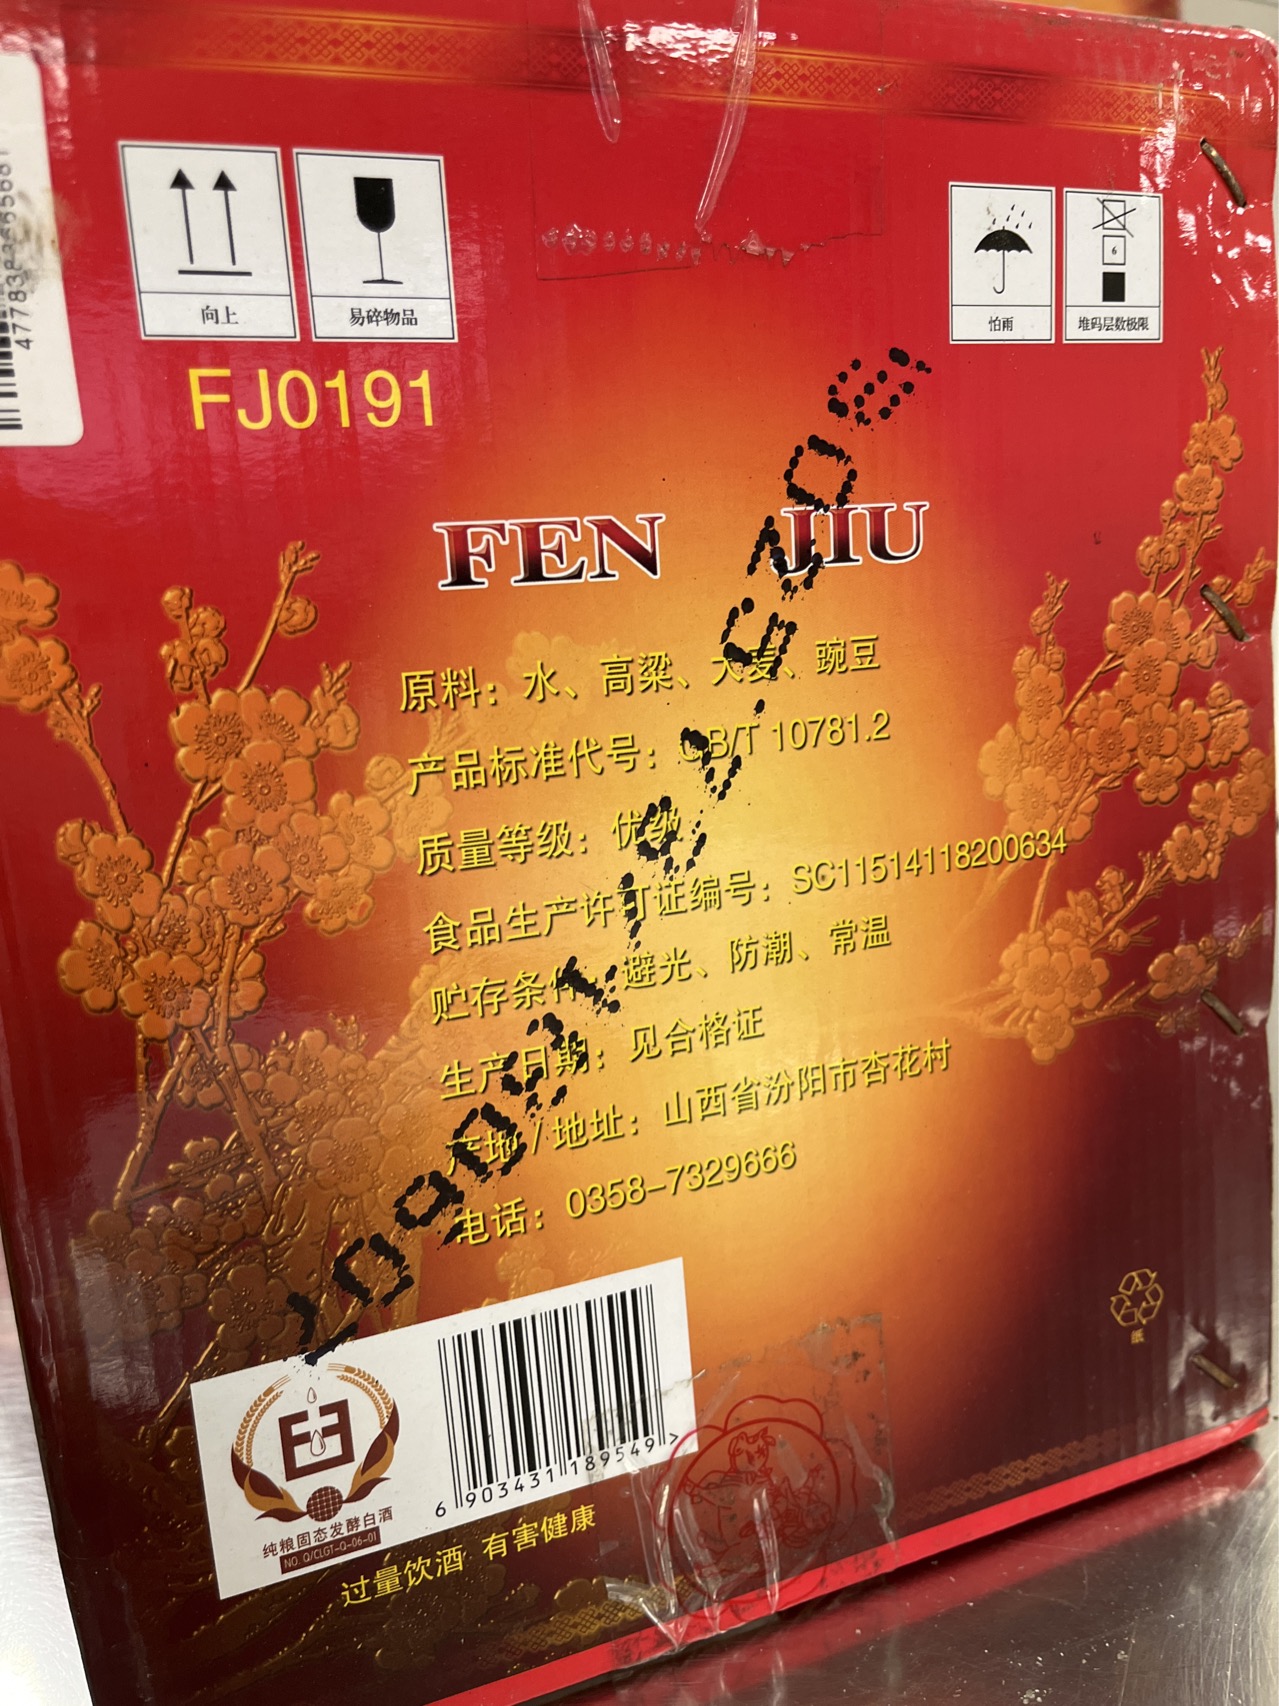 向上
易碎物品
怕雨
6
堆码层数极限
FJ0191
FEN JIU
原料：水、高粱、大麦、豌豆
产品标准代号：GB/T 10781.2
质量等级：优级
食品生产许可证编号：SC11514118200634
贮存条件：避光、防潮、常温
生产日期：见合格证
产地/地址：山西省汾阳市杏花村
电话：0358-7329666
6 903431 189549 >
纯粮固态发酵白酒
NO. Q/CLGT-Q-06-01
过量饮酒 有害健康